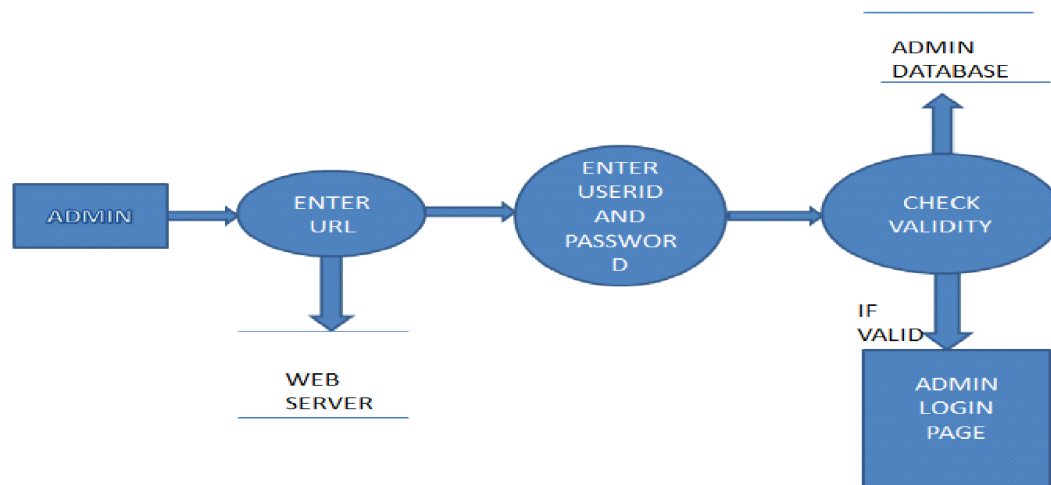 ADMIN
ENTER
URL
WEB
SERVER
ENTER
USERID
AND
PASSWOR
D
CHECK
VALIDITY
ADMIN
DATABASE
IF
VALID
ADMIN
LOGIN
PAGE